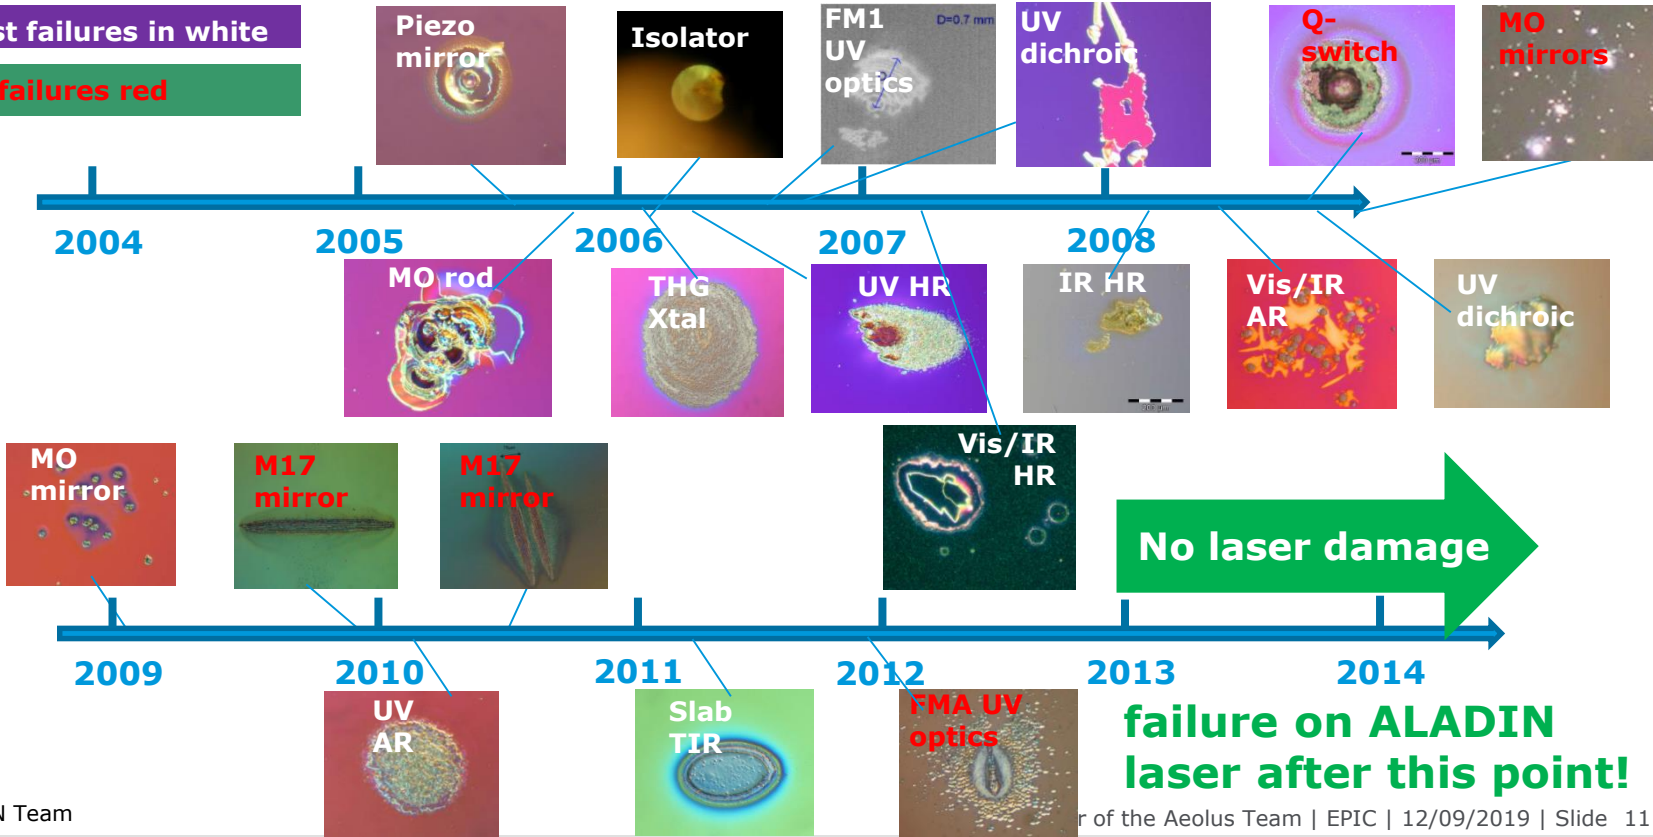 st failures in white
failures red
Piezo
mirror
Isolator
FM1
UV
optics
D=0.7 mm
UV
dichroic
Q-
switch
MO
mirrors
2004
2005
2006
2007
2008
MO rod
THG
Xtal
UV HR
IR HR
Vis/IR
AR
UV
dichroic
MO
mirror
M17
mirror
M17
mirror
Vis/IR
HR
No laser damage
2009
2010
2011
2012
2013
2014
UV
AR
Slab
TIR
FMA UV
optics
failure on ALADIN
laser after this point!
N Team
r of the Aeolus Team | EPIC | 12/09/2019 | Slide 11